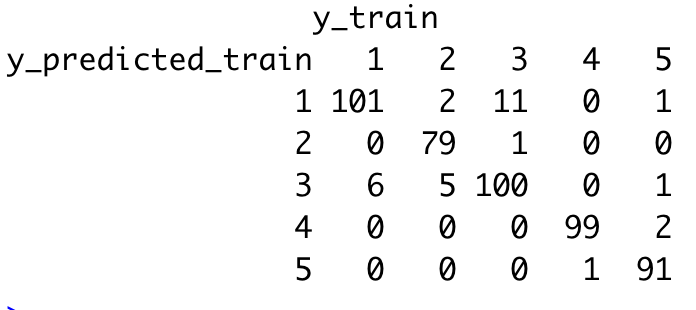 y_train
y_predicted_train 1 2 3 4 5
1 101 2 11 0 1
2 0 79 1 0 0
3 6 5 100 0 1
4 0 0 0 99 2
5 0 0 0 1 91